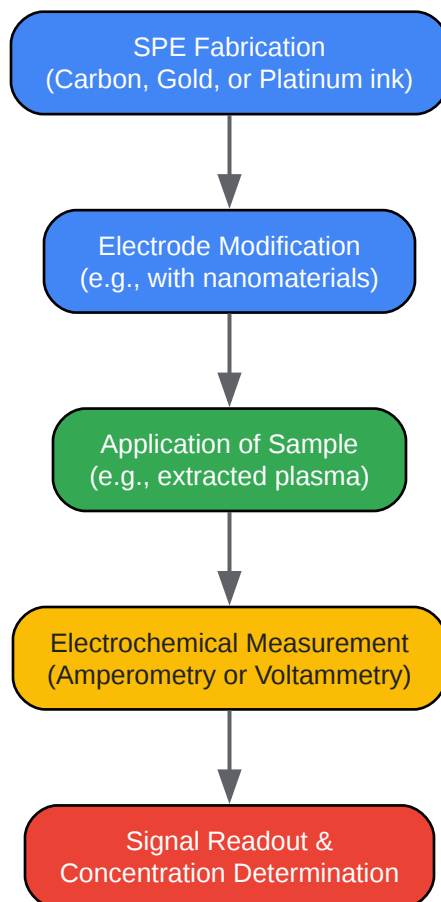 SPE Fabrication
(Carbon, Gold, or Platinum ink)
Electrode Modification
(e.g., with nanomaterials)
Application of Sample
(e.g., extracted plasma)
Electrochemical Measurement
(Amperometry or Voltammetry)
Signal Readout &
Concentration Determination